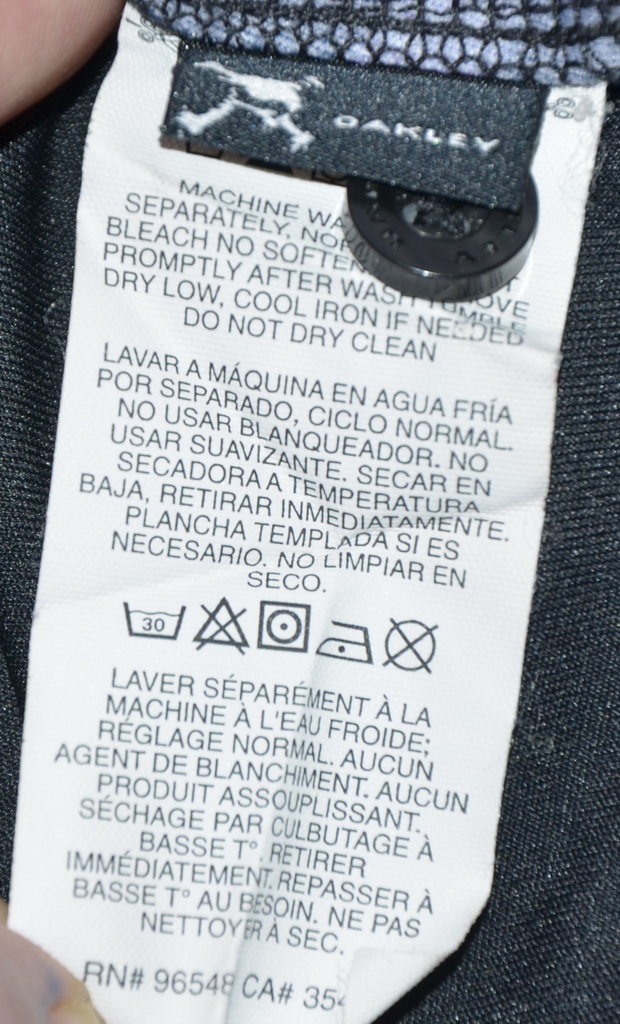 OAKLEY
MACHINE
SEPARATELY,
BLEACH NO
PROMPTLY AFTER WASH TUMBLE
DRY LOW, COOL IRON IF NEEDED
DO NOT DRY CLEAN
LAVAR A MÁQUINA EN AGUA FRÍA
POR SEPARADO, CICLO NORMAL.
NO USAR BLANQUEADOR. NO
USAR SUAVIZANTE. SECAR EN
SECADORA A TEMPERATURA
BAJA, RETIRAR INMEDIATAMENTE.
PLANCHA TEMPLADA SI ES
NECESARIO. NO LIMPIAR EN
SECO.
30
LAVER SÉPARÉMENT À LA
MACHINE À L'EAU FROIDE;
RÉGLAGE NORMAL. AUCUN
AGENT DE BLANCHIMENT. AUCUN
PRODUIT ASSOUPLISSANT.
SÉCHAGE PAR CULBUTAGE À
BASSE T° RETIRER
IMMÉDIATEMENT. REPASSER À
BASSE T° AU BESOIN. NE PAS
NETTOYER À SEC.
RN# 96548 CA# 35